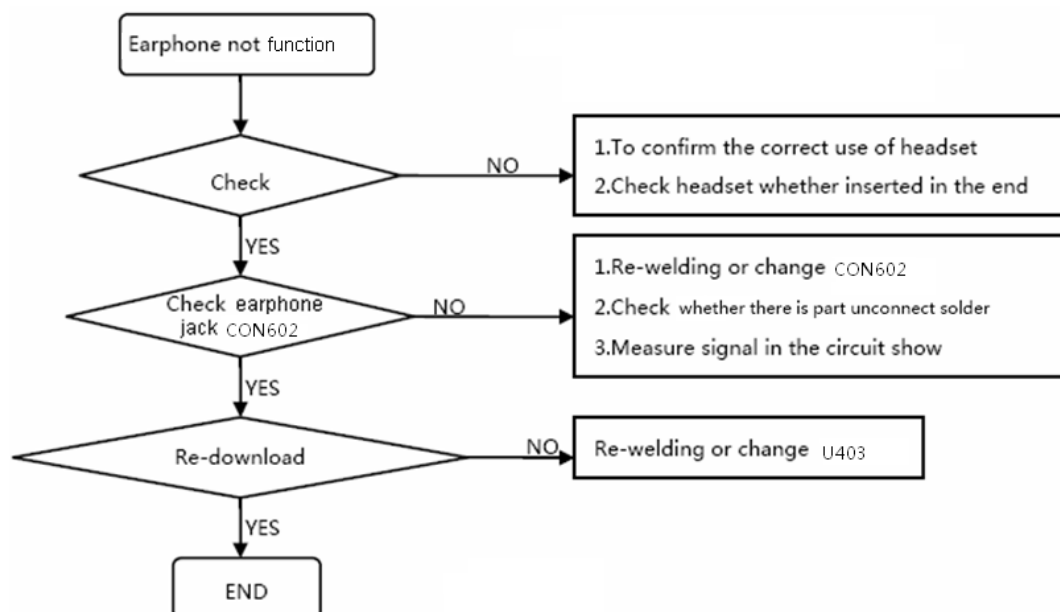 Earphone not function
Check
NO
1.To confirm the correct use of headset
2.Check headset whether inserted in the end
YES
Check earphone
jack CON602
NO
1.Re-welding or change CON602
2.Check whether there is part unconnect solder
3.Measure signal in the circuit show
YES
Re-download
NO
Re-welding or change U403
YES
END